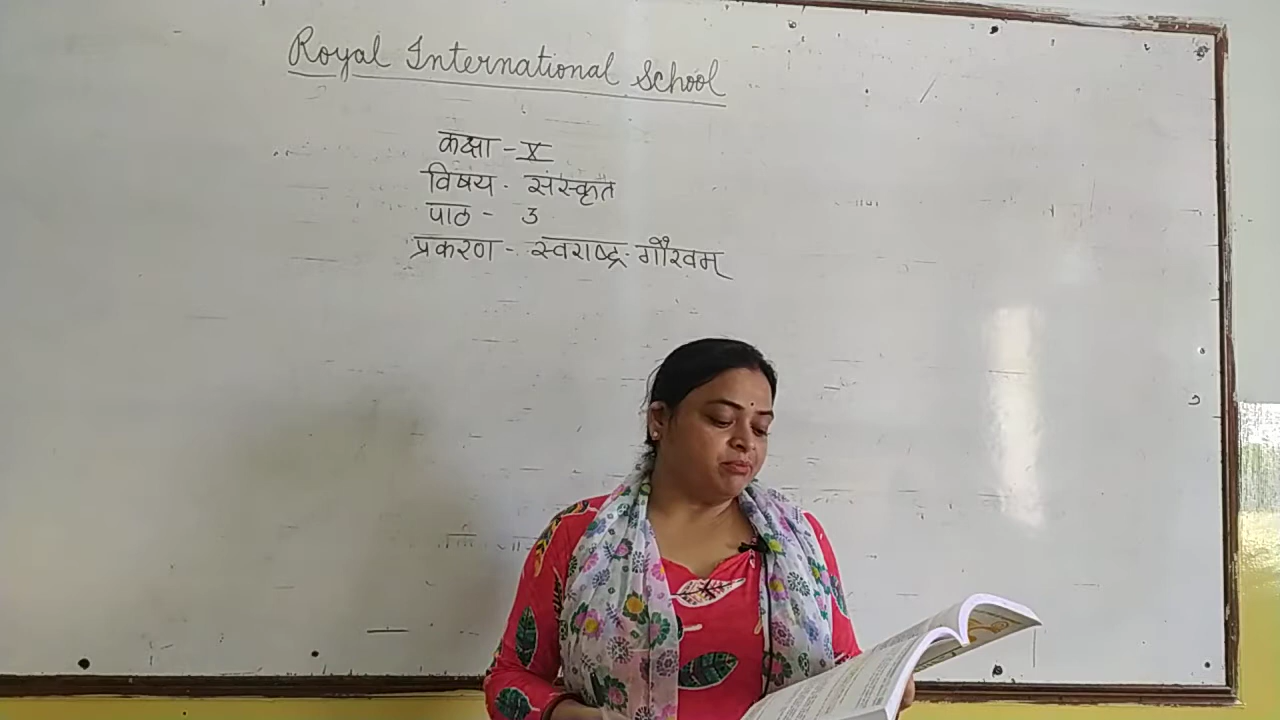 Royal International School
कक्षा - X
विषय - संस्कृत
पाठ - 3
प्रकरण - स्वराष्ट्र-गौरवम्